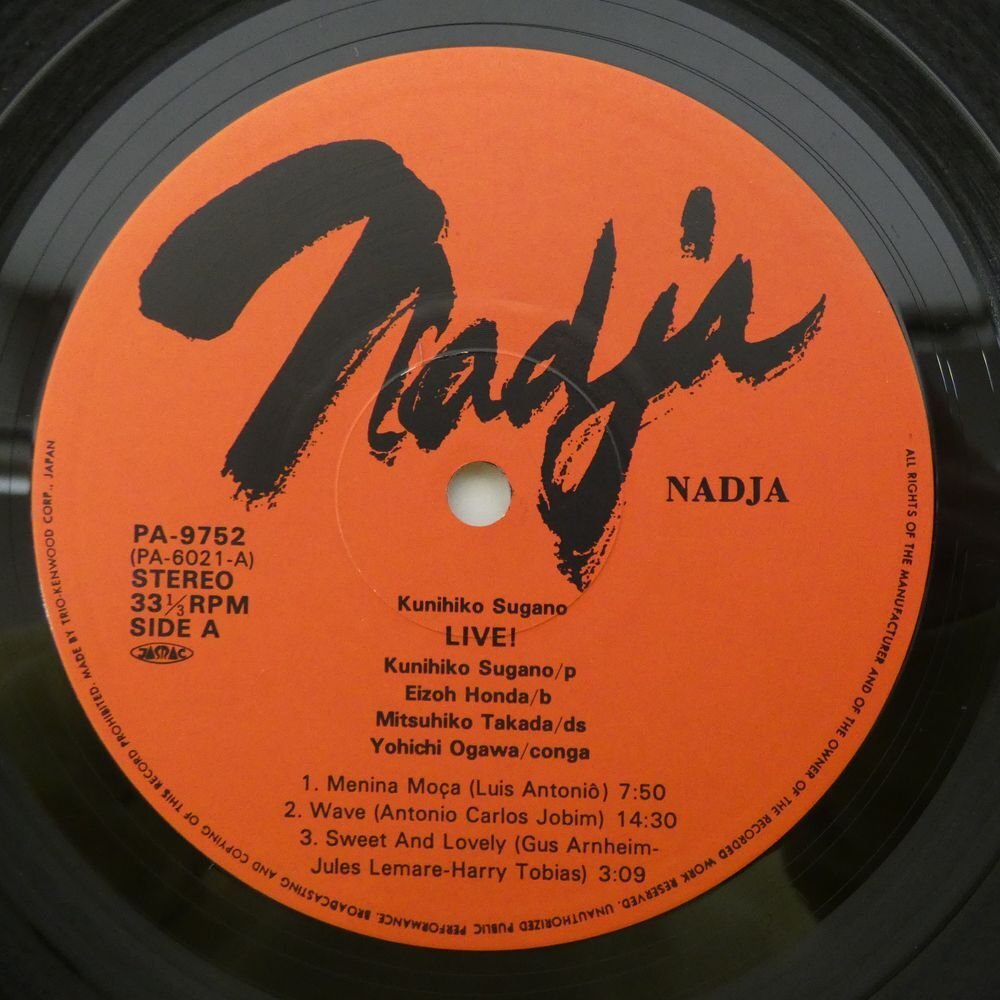 Nadja
NADJA
PA-9752
(PA-6021-A)
STEREO
33⅓RPM
SIDE A
JASRAC
Kunihiko Sugano
LIVE!
Kunihiko Sugano/p
Eizoh Honda/b
Mitsuhiko Takada/ds
Yohichi Ogawa/conga
1. Menina Moça (Luis Antoniô) 7:50
2. Wave (Antonio Carlos Jobim) 14:30
3. Sweet And Lovely (Gus Arnheim-
Jules Lemare-Harry Tobias) 3:09
ALL RIGHTS OF THE MANUFACTURER AND OF THE OWNER OF THE RECORDED WORK RESERVED. UNAUTHORIZED PUBLIC PERFORMANCE, BROADCASTING AND COPYING OF THIS RECORD PROHIBITED. MADE BY TRIO-KENWOOD CORP., JAPAN